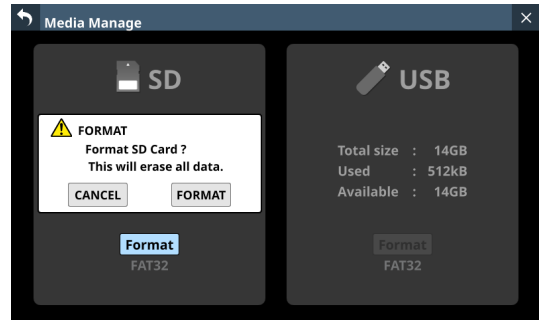 Media Manage
SD
FORMAT
Format SD Card ?
This will erase all data.
CANCEL
FORMAT
Format
FAT32
USB
Total size : 14GB
Used : 512kB
Available : 14GB
Format
FAT32